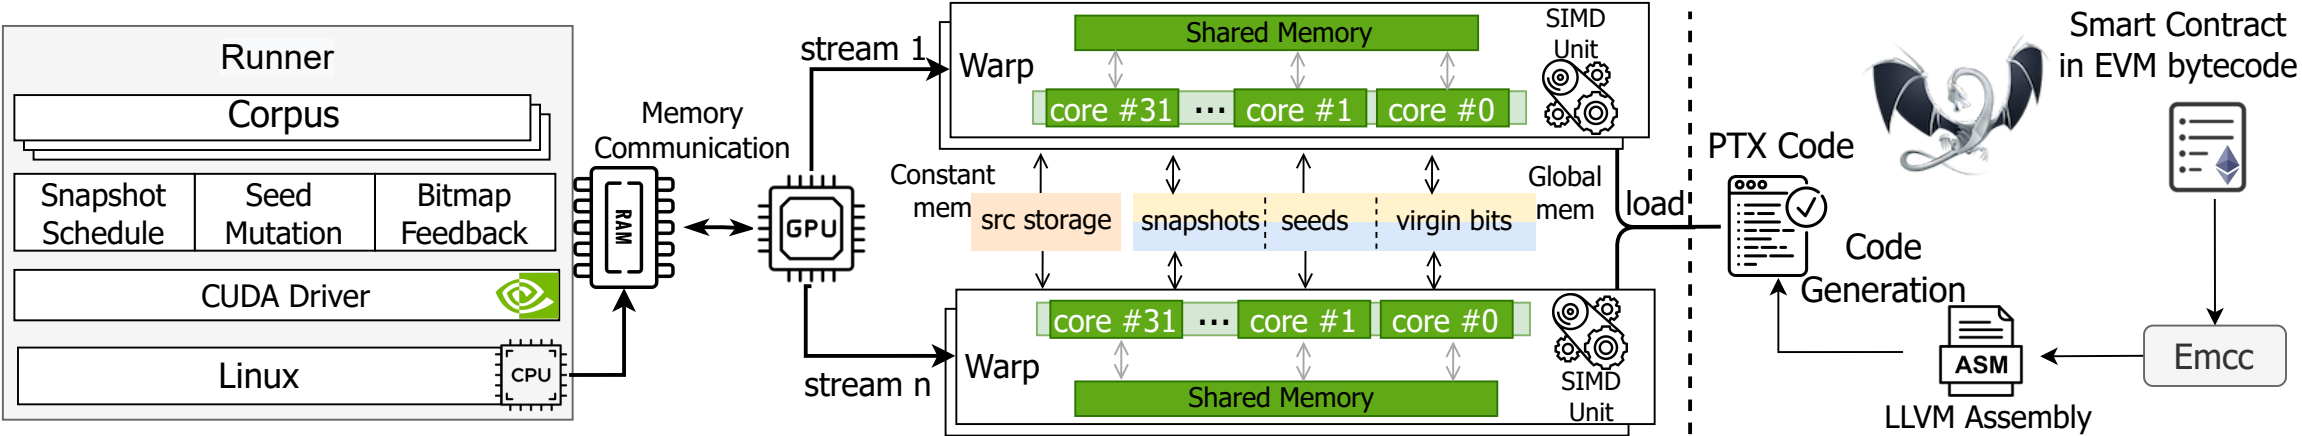 Runner
Corpus
Snapshot
Schedule
Seed
Mutation
Bitmap
Feedback
CUDA Driver
Linux
CPU
Memory
Communication
RAM
GPU
stream 1
stream n
Warp
Shared Memory
core #31
...
core #1
core #0
SIMD
Unit
Constant
mem
src storage
snapshots
seeds
virgin bits
Global
mem
Warp
core #31
...
core #1
core #0
Shared Memory
SIMD
Unit
load
PTX Code
Code
Generation
Smart Contract
in EVM bytecode
Emcc
ASM
LLVM Assembly